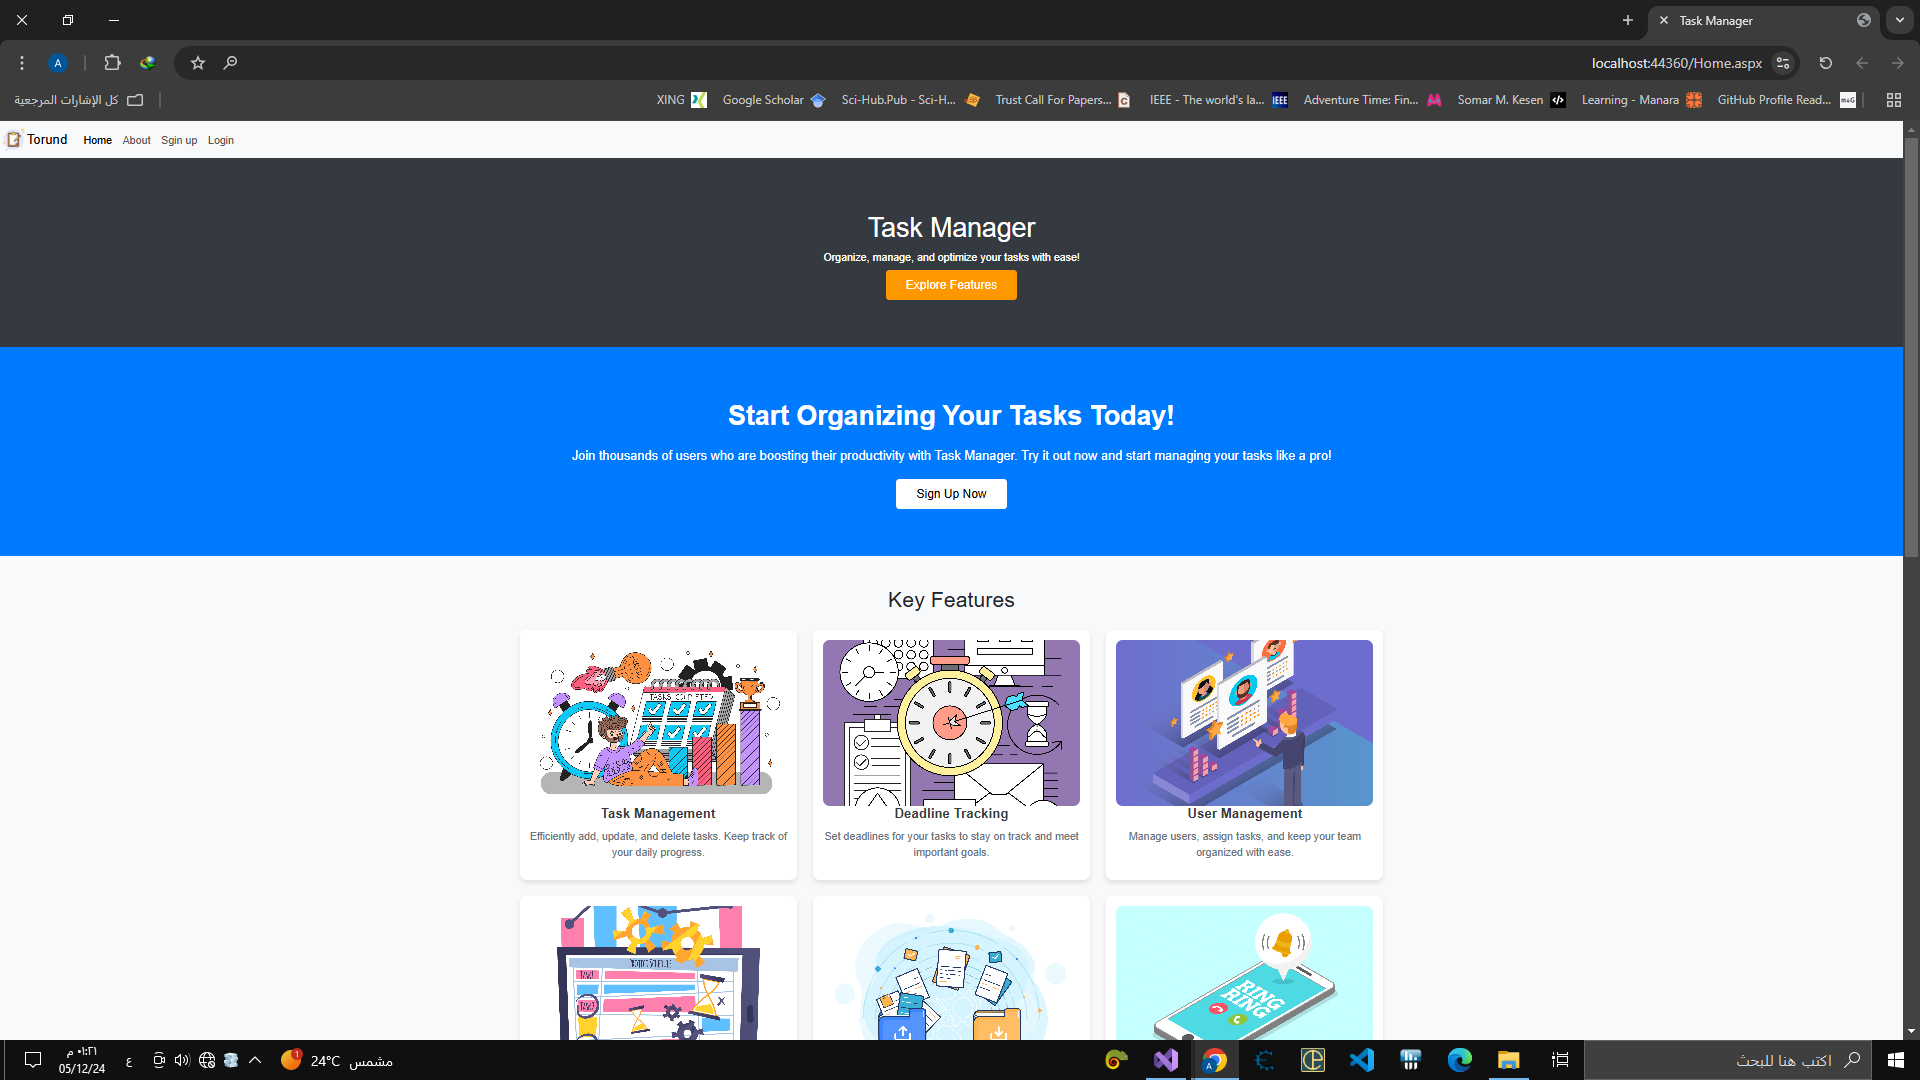 Task Manager
localhost:44360/Home.aspx
A
كل الإشارات المرجعية
XING
Google Scholar
Sci-Hub.Pub - Sci-H...
Trust Call For Papers...
IEEE - The world's la...
IEEE
Adventure Time: Fin...
Somar M. Kesen
Learning - Manara
GitHub Profile Read...
Torund
Home
About
Sgin up
Login
Task Manager
Organize, manage, and optimize your tasks with ease!
Explore Features
Start Organizing Your Tasks Today!
Join thousands of users who are boosting their productivity with Task Manager. Try it out now and start managing your tasks like a pro!
Sign Up Now
Key Features
TASKS COMPLETED
Task Management
Efficiently add, update, and delete tasks. Keep track of
your daily progress.
Deadline Tracking
Set deadlines for your tasks to stay on track and meet
important goals.
User Management
Manage users, assign tasks, and keep your team
organized with ease.
RING
RING
٠١:٢١ م
05/12/24
ع
1
24°C
مشمس
A
اكتب هنا للبحث